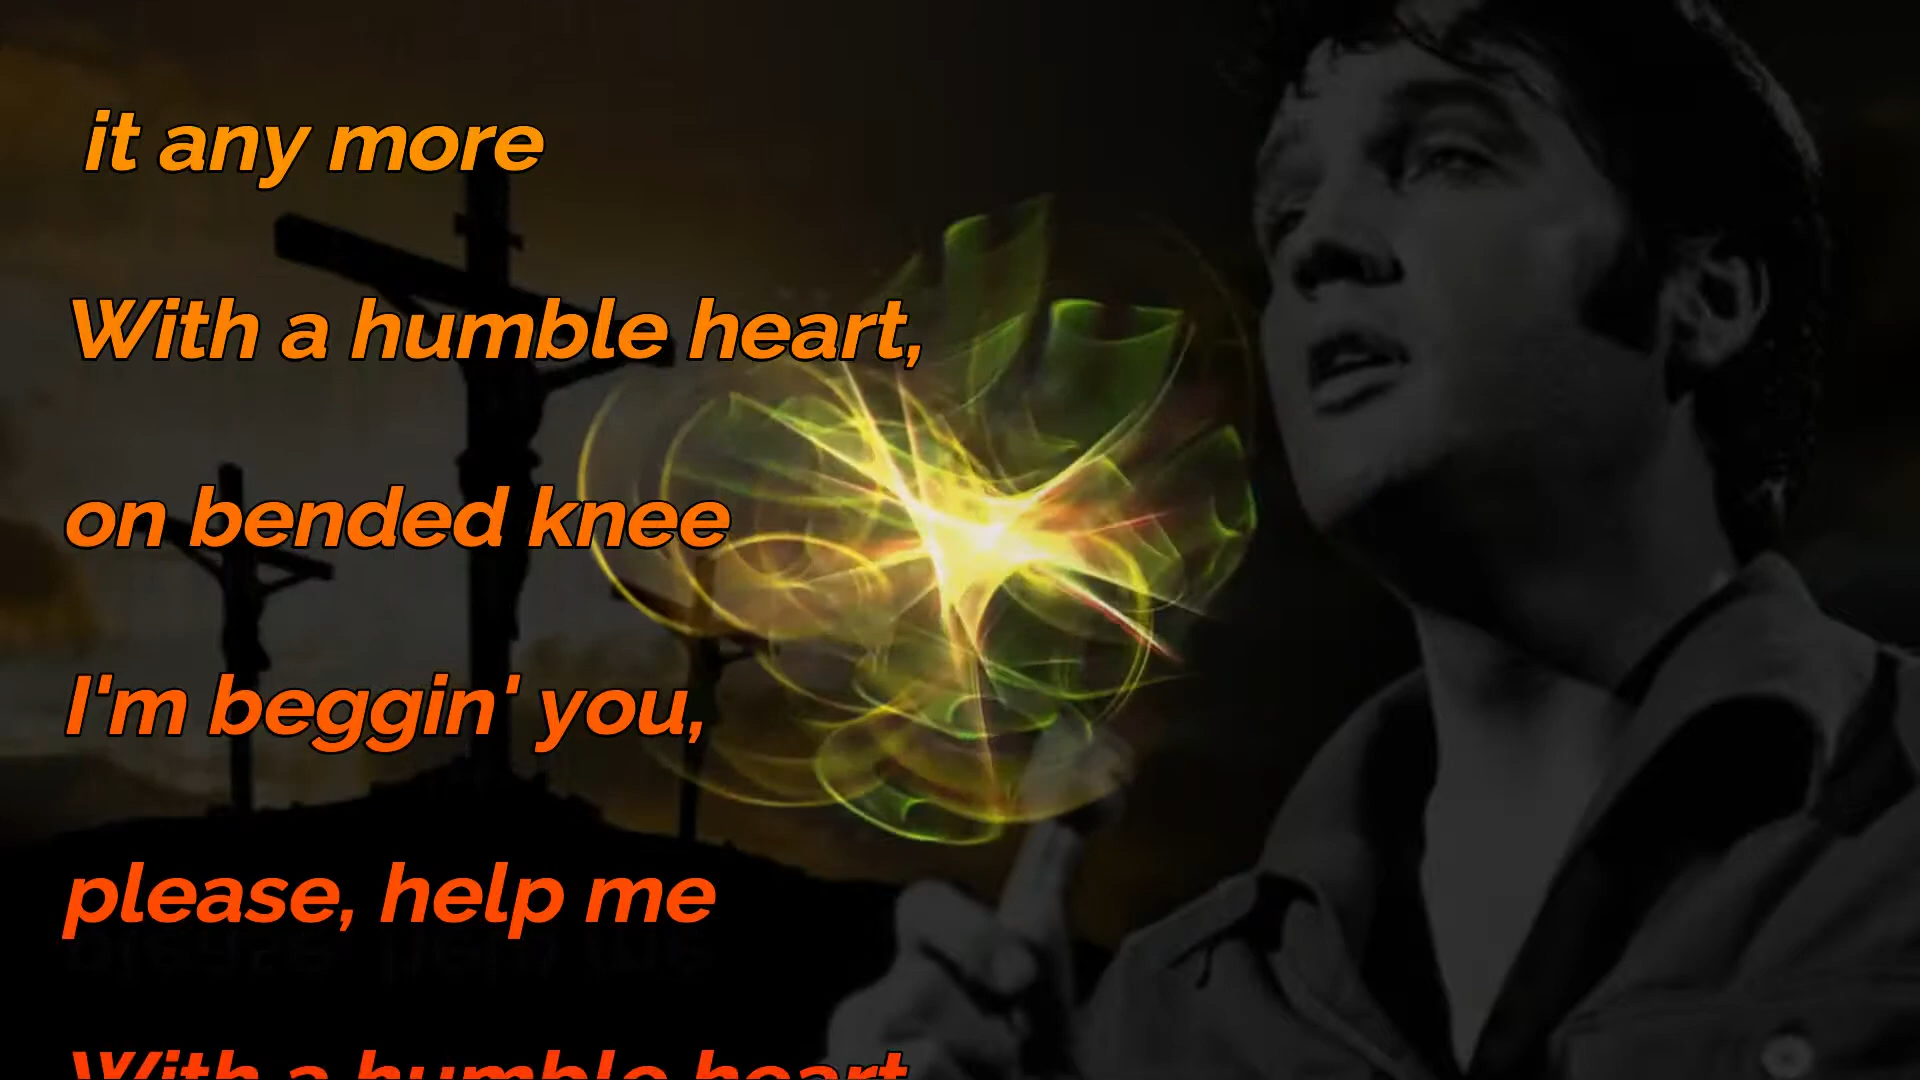 it any more
With a humble heart,
on bended knee
I'm beggin' you,
please, help me
With a humble heart